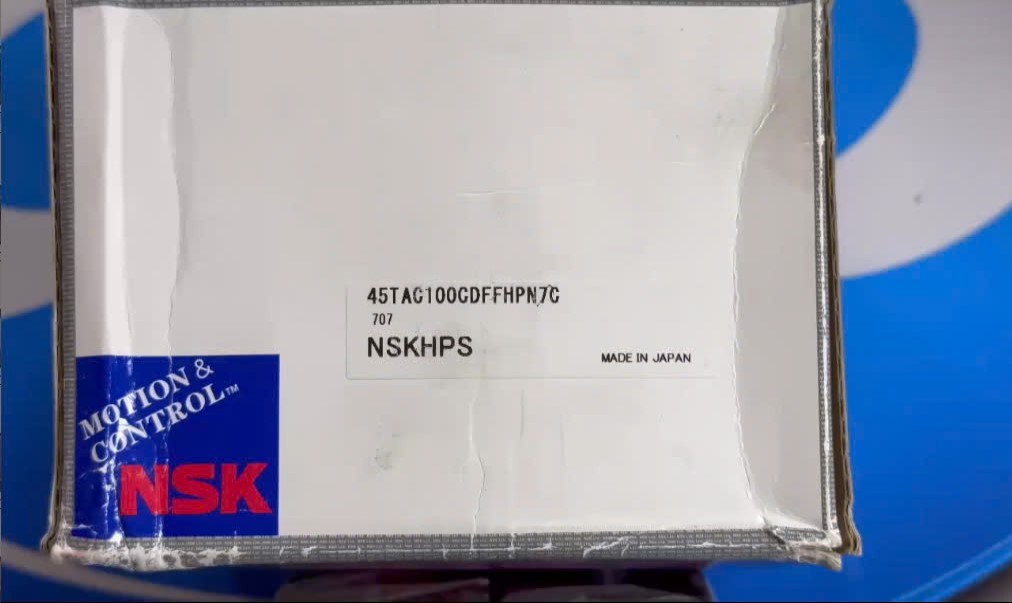 45TAC100CDFFHPN7C
707
NSKHPS
MADE IN JAPAN
MOTION &
CONTROL™
NSK